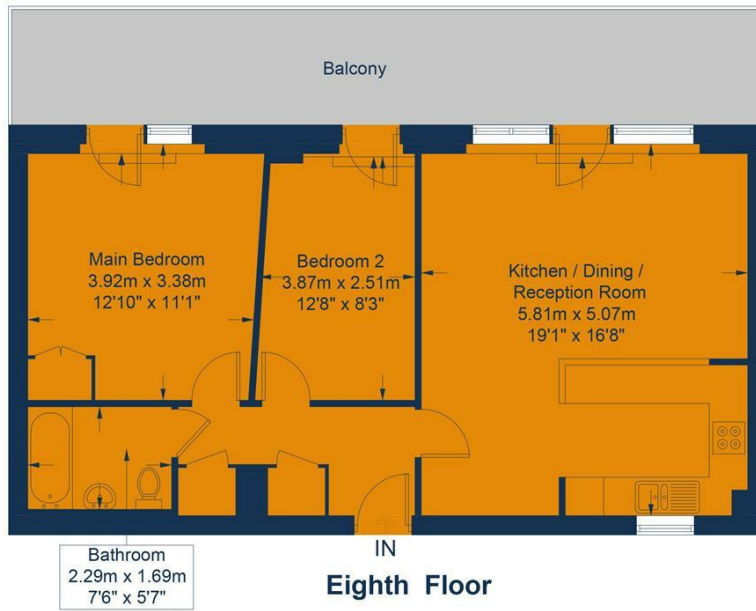 Balcony
Main Bedroom
3.92m x 3.38m
12'10" x 11'1"
Bedroom 2
3.87m x 2.51m
12'8" x 8'3"
Kitchen / Dining /
Reception Room
5.81m x 5.07m
19'1" x 16'8"
Bathroom
2.29m x 1.69m
7'6" x 5'7"
IN
Eighth Floor